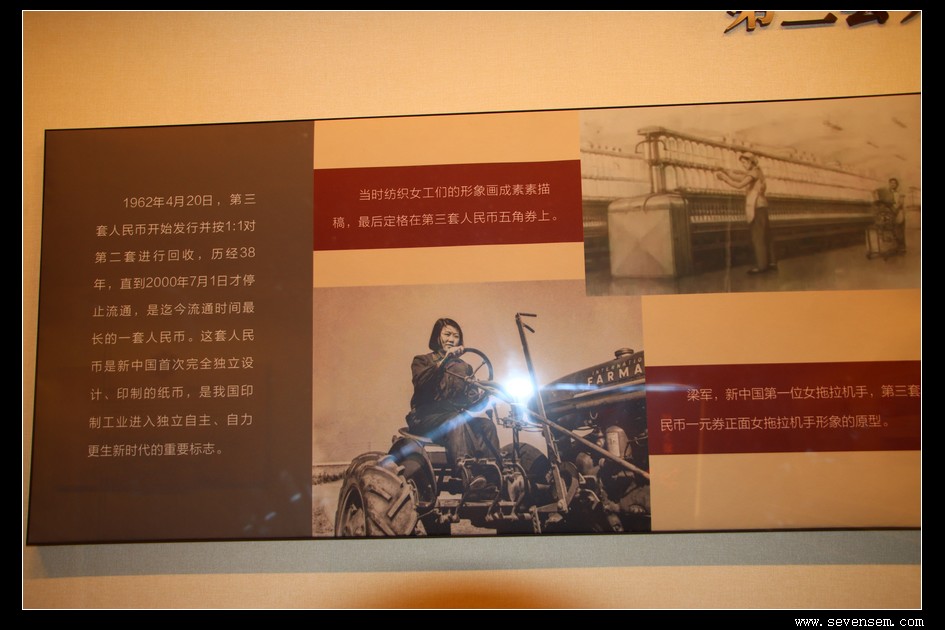 第三套
1962年4月20日，第三
套人民币开始发行并按1:1对
第二套进行回收，历经38
年，直到2000年7月1日才停
止流通，是迄今流通时间最
长的一套人民币。这套人民
币是新中国首次完全独立设
计、印制的纸币，是我国印
制工业进入独立自主、自力
更生新时代的重要标志。
当时纺织女工们的形象画成素素描
稿，最后定格在第三套人民币五角券上。
INTERNATIO
FARMA
梁军，新中国第一位女拖拉机手，第三套
民币一元券正面女拖拉机手形象的原型。
www.sevensem.com